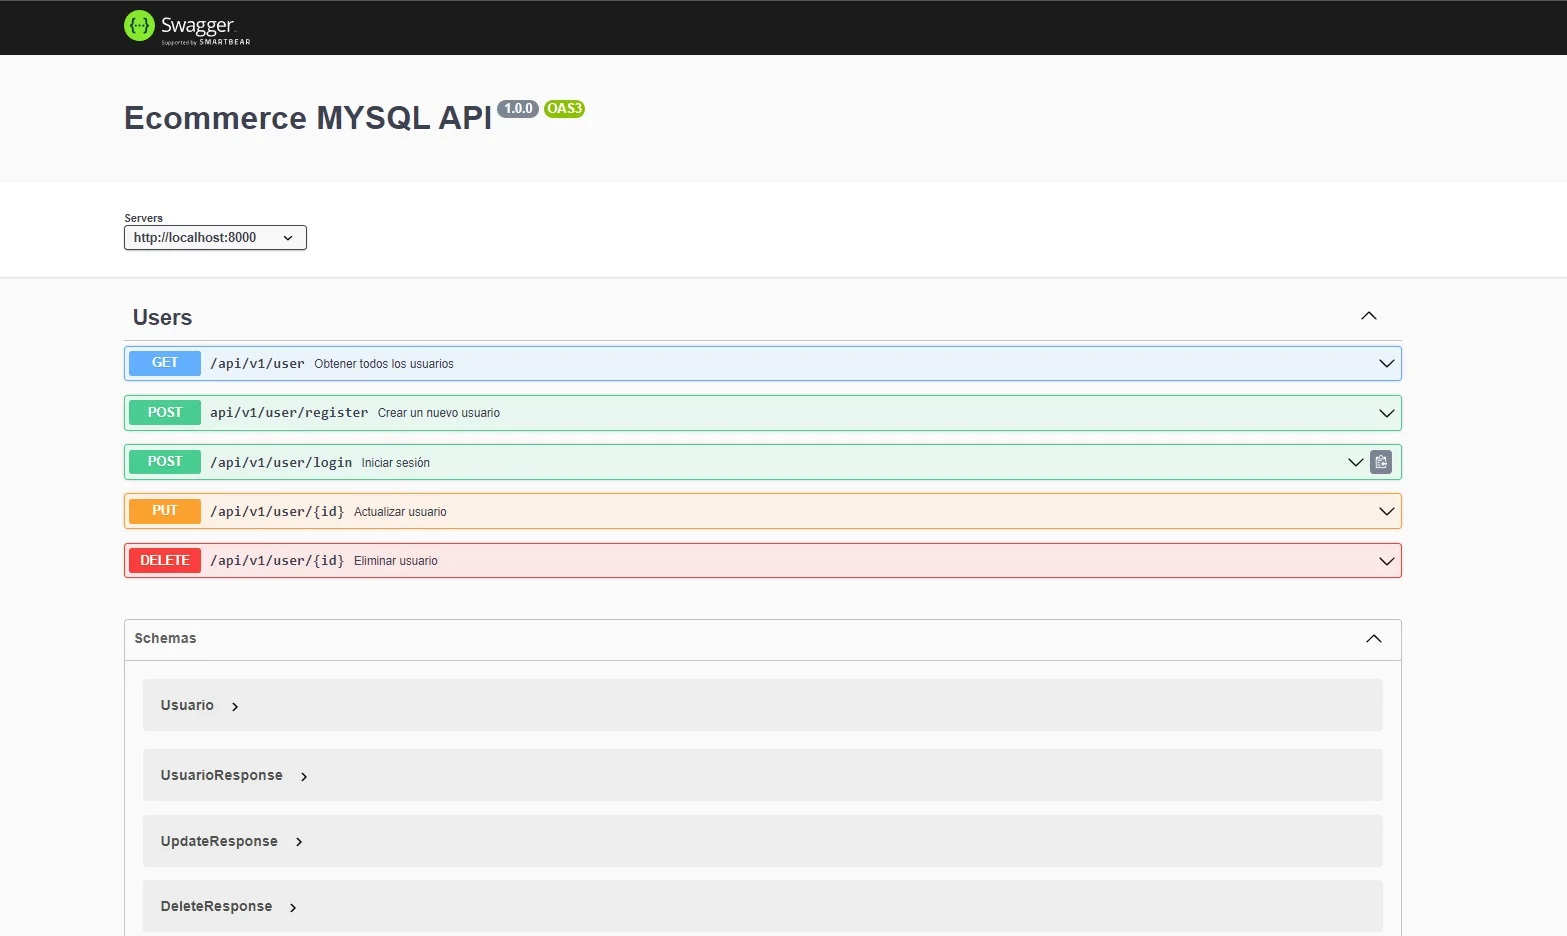 Swagger
Supported by SMARTBEAR
Ecommerce MYSQL API 1.0.0 OAS3
Servers
http://localhost:8000
Users
GET /api/v1/user Obtener todos los usuarios
POST api/v1/user/register Crear un nuevo usuario
POST /api/v1/user/login Iniciar sesión
PUT /api/v1/user/{id} Actualizar usuario
DELETE /api/v1/user/{id} Eliminar usuario
Schemas
Usuario
UsuarioResponse
UpdateResponse
DeleteResponse